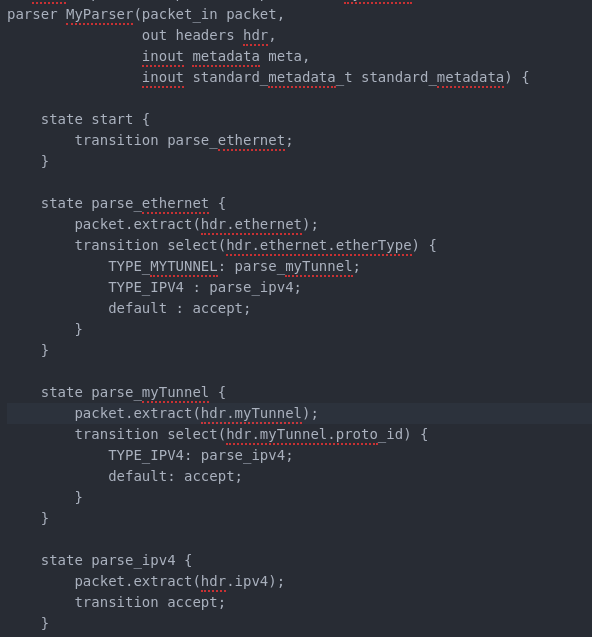 parser MyParser(packet_in packet,
                out headers hdr,
                inout metadata meta,
                inout standard_metadata_t standard_metadata) {

    state start {
        transition parse_ethernet;
    }

    state parse_ethernet {
        packet.extract(hdr.ethernet);
        transition select(hdr.ethernet.etherType) {
            TYPE_MYTUNNEL: parse_myTunnel;
            TYPE_IPV4 : parse_ipv4;
            default : accept;
        }
    }

    state parse_myTunnel {
        packet.extract(hdr.myTunnel);
        transition select(hdr.myTunnel.proto_id) {
            TYPE_IPV4: parse_ipv4;
            default: accept;
        }
    }

    state parse_ipv4 {
        packet.extract(hdr.ipv4);
        transition accept;
    }